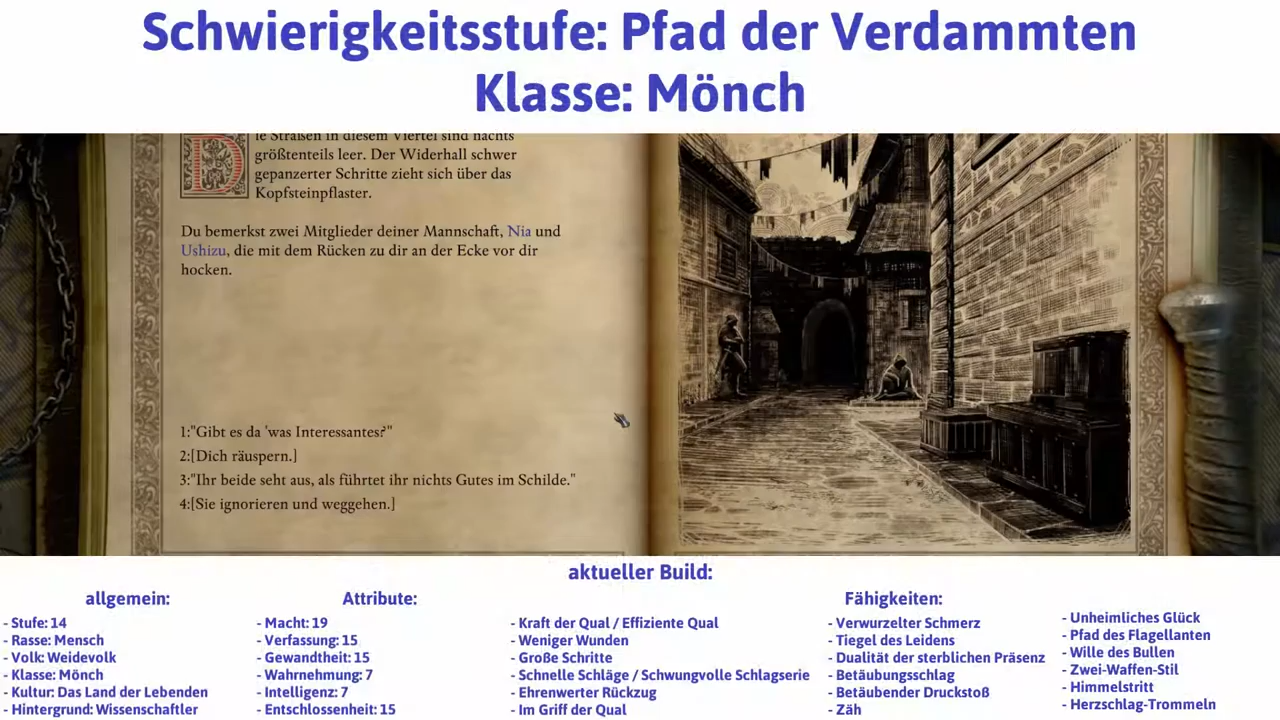 Schwierigkeitsstufe: Pfad der Verdammten
Klasse: Mönch
D
ie Straßen in diesem Viertel sind nachts
größtenteils leer. Der Widerhall schwer
gepanzerter Schritte zieht sich über das
Kopfsteinpflaster.
Du bemerkst zwei Mitglieder deiner Mannschaft, Nia und
Ushizu, die mit dem Rücken zu dir an der Ecke vor dir
hocken.
1:"Gibt es da 'was Interessantes?"
2:[Dich räuspern.]
3:"Ihr beide seht aus, als führtet ihr nichts Gutes im Schilde."
4:[Sie ignorieren und weggehen.]
aktueller Build:
allgemein:
- Stufe: 14
- Rasse: Mensch
- Volk: Weidevolk
- Klasse: Mönch
- Kultur: Das Land der Lebenden
- Hintergrund: Wissenschaftler
Attribute:
- Macht: 19
- Verfassung: 15
- Gewandtheit: 15
- Wahrnehmung: 7
- Intelligenz: 7
- Entschlossenheit: 15
- Kraft der Qual / Effiziente Qual
- Weniger Wunden
- Große Schritte
- Schnelle Schläge / Schwungvolle Schlagserie
- Ehrenwerter Rückzug
- Im Griff der Qual
Fähigkeiten:
- Verwurzelter Schmerz
- Tiegel des Leidens
- Dualität der sterblichen Präsenz
- Betäubungsschlag
- Betäubender Druckstoß
- Zäh
- Unheimliches Glück
- Pfad des Flagellanten
- Wille des Bullen
- Zwei-Waffen-Stil
- Himmelstritt
- Herzschlag-Trommeln